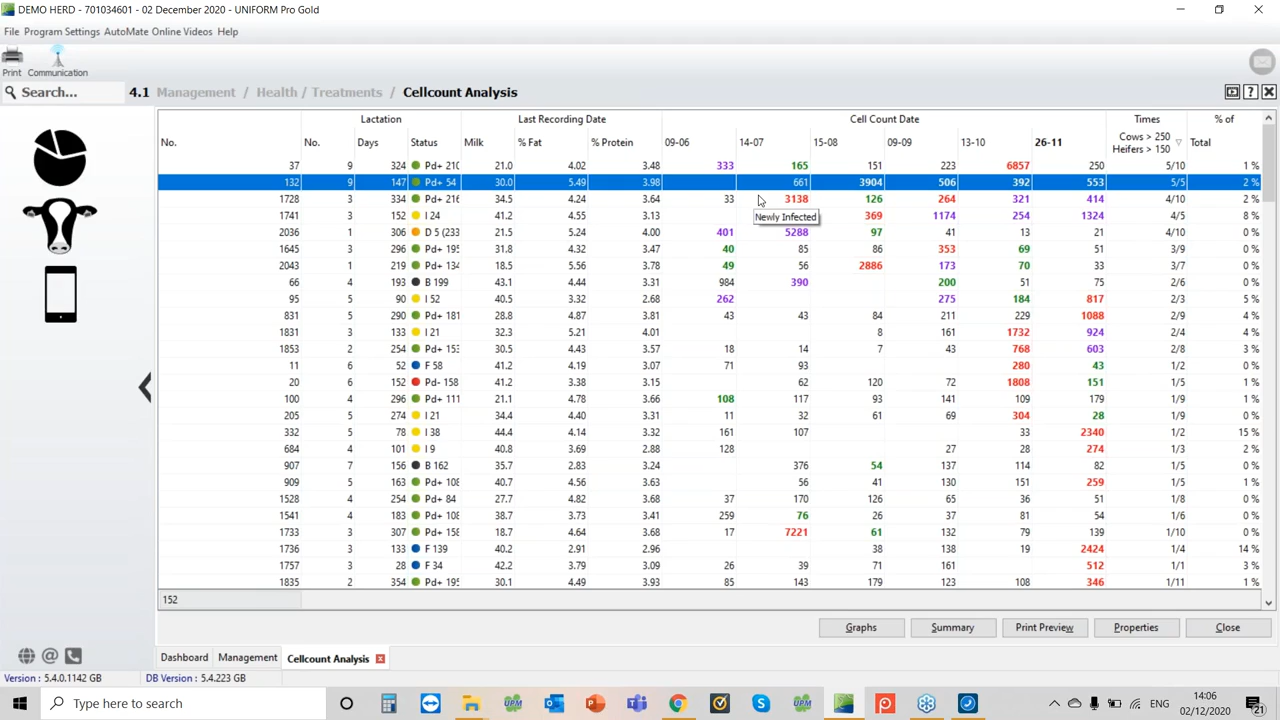 DEMO HERD - 701034601 - 02 December 2020 - UNIFORM Pro Gold
File Program Settings AutoMate Online Videos Help
Print Communication
Search... 4.1 Management / Health / Treatments / Cellcount Analysis
Lactation Last Recording Date Cell Count Date Times % of
No. No. Days Status Milk % Fat % Protein 09-06 14-07 15-08 09-09 13-10 26-11 Cows > 250 Heifers > 150 Total
37 9 324 Pd+ 210 21.0 4.02 3.48 333 165 151 223 6857 250 5/10 1 %
132 9 147 Pd+ 54 30.0 5.49 3.98 661 3904 506 392 553 5/5 2 %
1728 3 334 Pd+ 216 34.5 4.24 3.64 33 3138 126 264 321 414 4/10 2 %
1741 3 152 I 24 41.2 4.55 3.13 369 1174 254 1324 4/5 8 %
Newly Infected
2036 1 306 D 5 (233 21.5 5.24 4.00 401 5288 97 41 13 21 4/10 0 %
1645 3 296 Pd+ 195 31.8 4.32 3.47 40 85 86 353 69 51 3/9 0 %
2043 1 219 Pd+ 134 18.5 5.56 3.78 49 56 2886 173 70 33 3/7 0 %
66 4 193 B 199 43.1 4.44 3.31 984 390 200 51 75 2/6 0 %
95 5 90 I 52 40.5 3.32 2.68 262 275 184 817 2/3 5 %
831 5 290 Pd+ 181 28.8 4.87 3.81 43 43 84 211 229 1088 2/9 4 %
1831 3 133 I 21 32.3 5.21 4.01 8 161 1732 924 2/4 4 %
1853 2 254 Pd+ 153 30.5 4.43 3.57 18 14 7 43 768 603 2/8 3 %
11 6 52 F 58 41.2 4.19 3.07 71 93 280 43 1/2 0 %
20 6 152 Pd- 158 41.2 3.38 3.15 62 120 72 1808 151 1/5 1 %
100 4 296 Pd+ 111 21.1 4.78 3.66 108 117 93 141 109 179 1/9 0 %
205 5 274 I 21 34.4 4.40 3.31 11 32 61 69 304 28 1/9 0 %
332 5 78 I 38 44.4 4.14 3.32 161 107 33 2340 1/2 15 %
684 4 101 I 9 40.8 3.69 2.88 128 27 28 274 1/3 2 %
907 7 156 B 162 35.7 2.83 3.24 376 54 137 114 82 1/5 0 %
909 5 163 Pd+ 108 40.7 4.56 3.63 56 41 130 151 259 1/5 1 %
1528 4 254 Pd+ 84 27.7 4.82 3.68 37 170 126 65 36 51 1/8 0 %
1541 4 183 Pd+ 108 38.7 3.73 3.41 259 76 26 37 81 54 1/6 0 %
1733 3 307 Pd+ 158 18.7 4.64 3.68 17 7221 61 132 79 139 1/10 0 %
1736 3 133 F 139 40.2 2.91 2.96 38 138 19 2424 1/4 14 %
1757 3 28 F 34 42.2 3.79 3.09 26 39 71 161 512 1/1 3 %
1835 2 354 Pd+ 195 30.1 4.49 3.93 85 143 179 123 108 346 1/11 1 %
152
Graphs Summary Print Preview Properties Close
Dashboard Management Cellcount Analysis
Version : 5.4.0.1142 GB DB Version : 5.4.223 GB
Type here to search
UPM UPM
ENG
14:06
02/12/2020
21